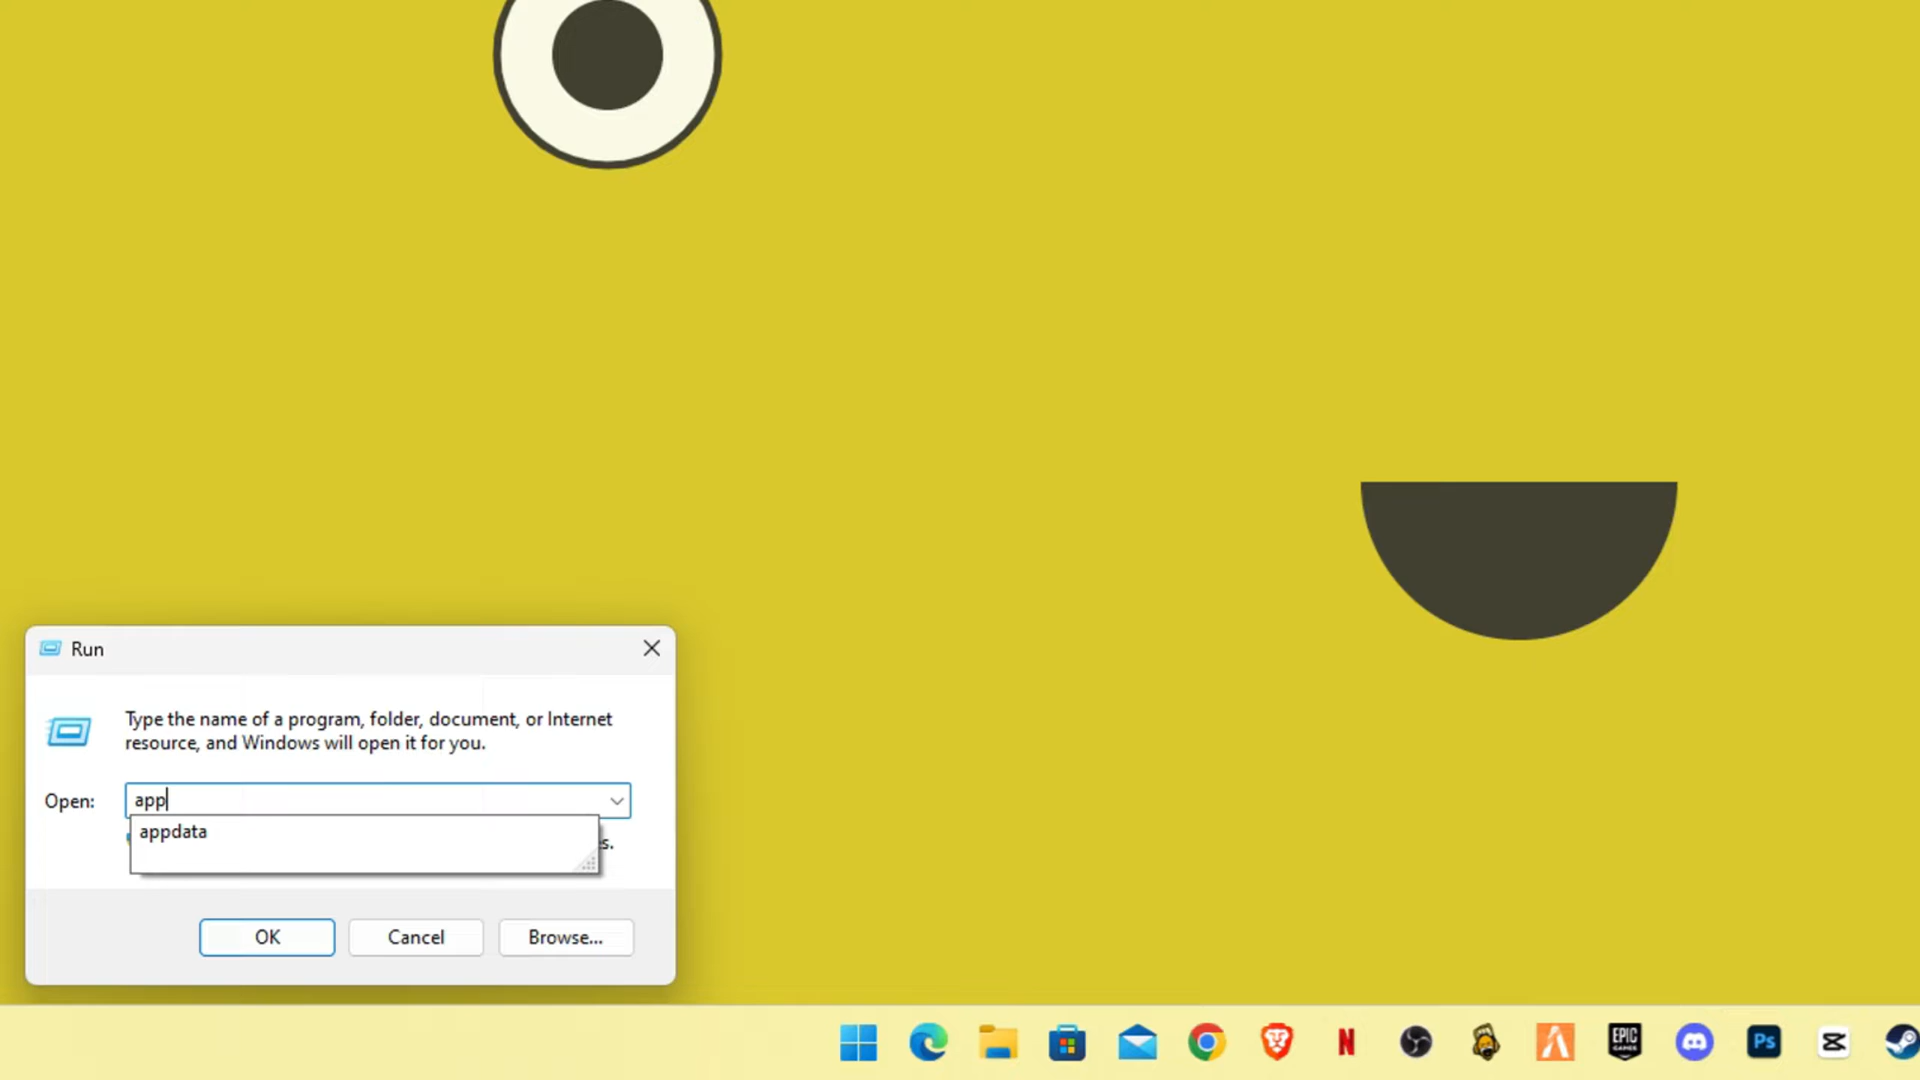 Run
Type the name of a program, folder, document, or Internet
resource, and Windows will open it for you.
Open:
app
appdata
s.
OK
Cancel
Browse...
N
EPIC
GAMES
Ps